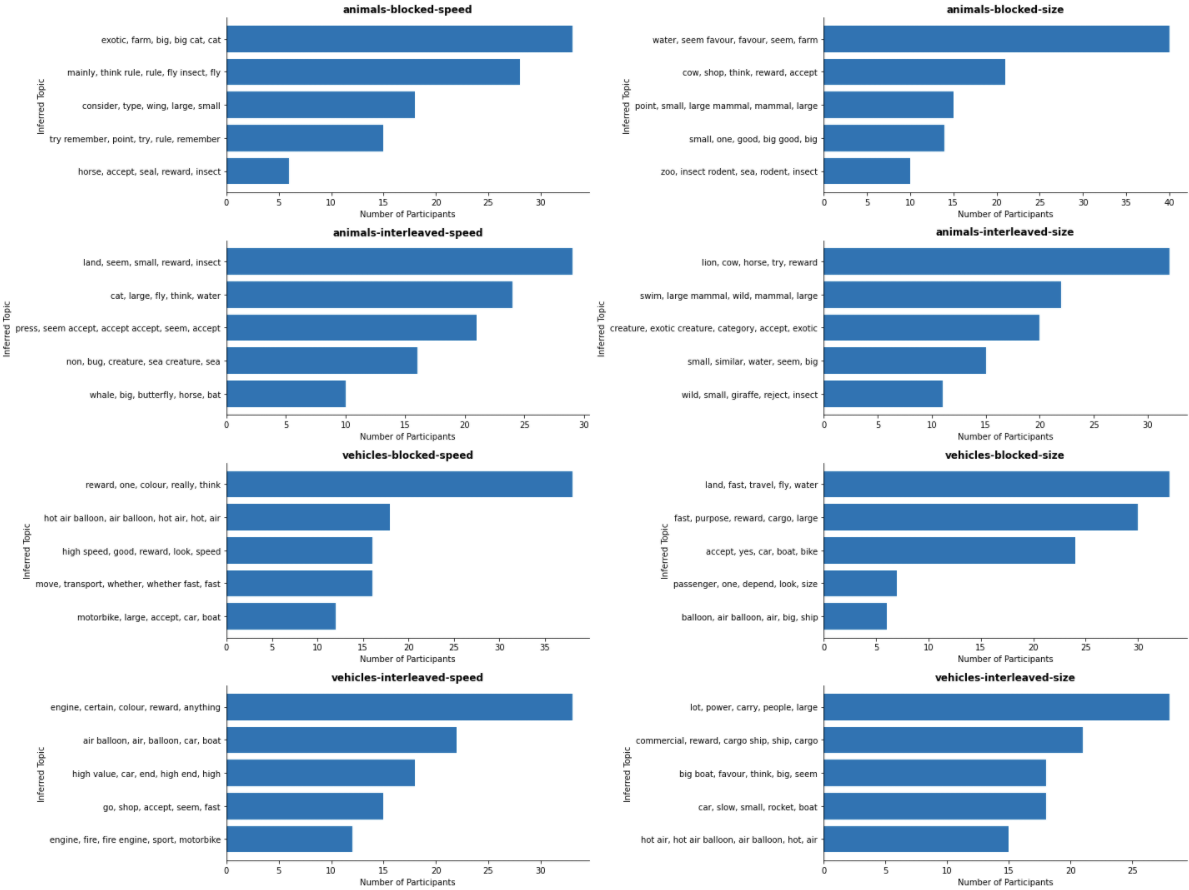 animals-blocked-speed
Inferred Topic
exotic, farm, big, big cat, cat
mainly, think rule, rule, fly insect, fly
consider, type, wing, large, small
try remember, point, try, rule, remember
horse, accept, seal, reward, insect
0 5 10 15 20 25 30
Number of Participants
animals-blocked-size
Inferred Topic
water, seem favour, favour, seem, farm
cow, shop, think, reward, accept
point, small, large mammal, mammal, large
small, one, good, big good, big
zoo, insect rodent, sea, rodent, insect
0 5 10 15 20 25 30 35 40
Number of Participants
animals-interleaved-speed
Inferred Topic
land, seem, small, reward, insect
cat, large, fly, think, water
press, seem accept, accept accept, seem, accept
non, bug, creature, sea creature, sea
whale, big, butterfly, horse, bat
0 5 10 15 20 25 30
Number of Participants
animals-interleaved-size
Inferred Topic
lion, cow, horse, try, reward
swim, large mammal, wild, mammal, large
creature, exotic creature, category, accept, exotic
small, similar, water, seem, big
wild, small, giraffe, reject, insect
0 5 10 15 20 25 30
Number of Participants
vehicles-blocked-speed
Inferred Topic
reward, one, colour, really, think
hot air balloon, air balloon, hot air, hot, air
high speed, good, reward, look, speed
move, transport, whether, whether fast, fast
motorbike, large, accept, car, boat
0 5 10 15 20 25 30 35
Number of Participants
vehicles-blocked-size
Inferred Topic
land, fast, travel, fly, water
fast, purpose, reward, cargo, large
accept, yes, car, boat, bike
passenger, one, depend, look, size
balloon, air balloon, air, big, ship
0 5 10 15 20 25 30
Number of Participants
vehicles-interleaved-speed
Inferred Topic
engine, certain, colour, reward, anything
air balloon, air, balloon, car, boat
high value, car, end, high end, high
go, shop, accept, seem, fast
engine, fire, fire engine, sport, motorbike
0 5 10 15 20 25 30
Number of Participants
vehicles-interleaved-size
Inferred Topic
lot, power, carry, people, large
commercial, reward, cargo ship, ship, cargo
big boat, favour, think, big, seem
car, slow, small, rocket, boat
hot air, hot air balloon, air balloon, hot, air
0 5 10 15 20 25
Number of Participants